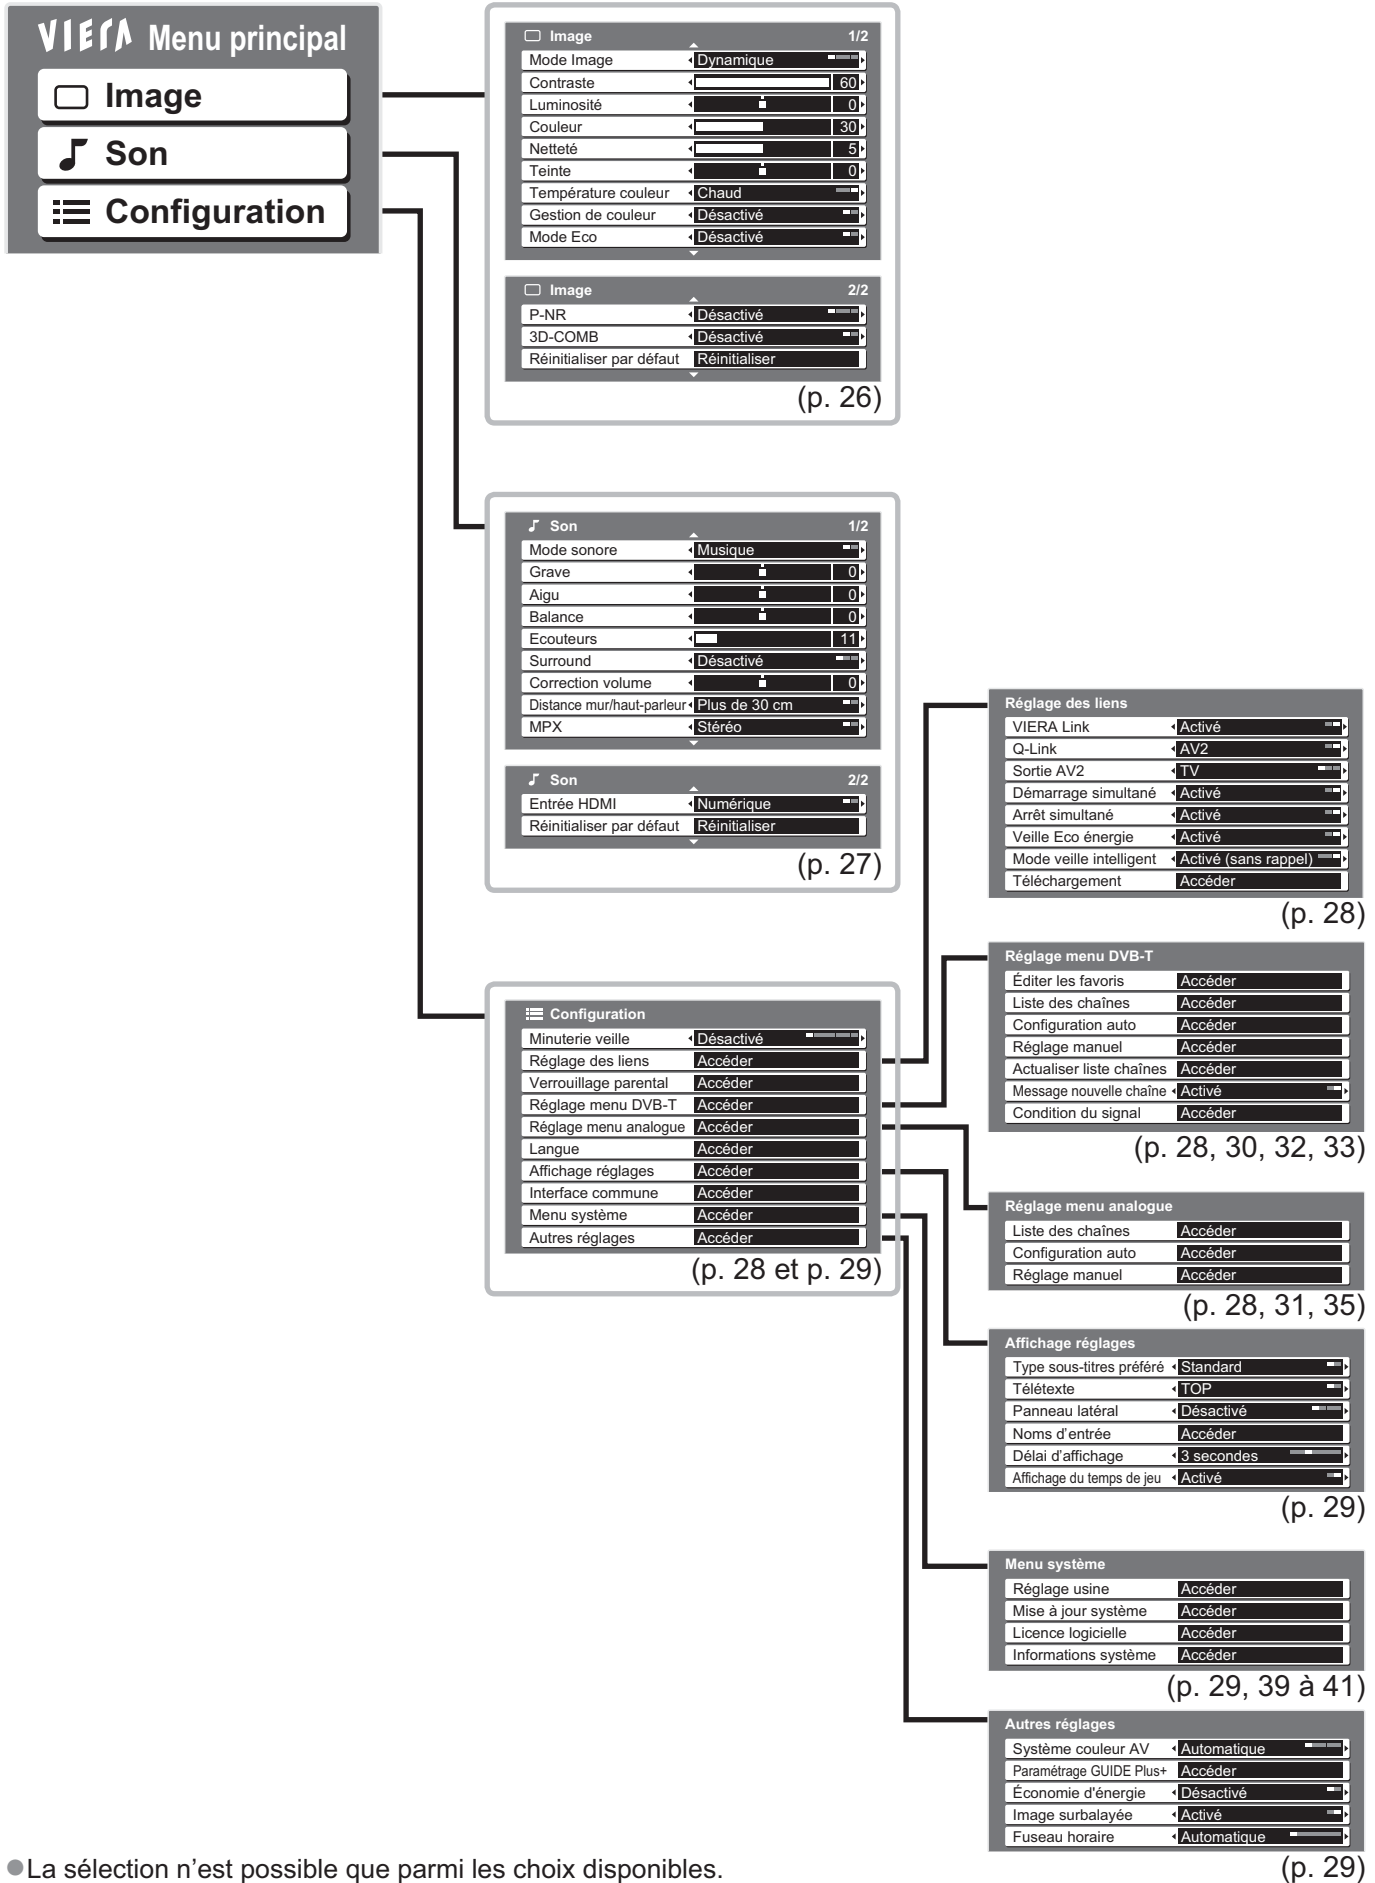 VIERA Menu principal
Image
Son
Configuration
Image 1/2
Mode Image Dynamique
Contraste 60
Luminosité 0
Couleur 30
Netteté 5
Teinte 0
Température couleur Chaud
Gestion de couleur Désactivé
Mode Eco Désactivé
Image 2/2
P-NR Désactivé
3D-COMB Désactivé
Réinitialiser par défaut Réinitialiser
(p. 26)
Son 1/2
Mode sonore Musique
Grave 0
Aigu 0
Balance 0
Ecouteurs 11
Surround Désactivé
Correction volume 0
Distance mur/haut-parleur Plus de 30 cm
MPX Stéréo
Son 2/2
Entrée HDMI Numérique
Réinitialiser par défaut Réinitialiser
(p. 27)
Configuration
Minuterie veille Désactivé
Réglage des liens Accéder
Verrouillage parental Accéder
Réglage menu DVB-T Accéder
Réglage menu analogue Accéder
Langue Accéder
Affichage réglages Accéder
Interface commune Accéder
Menu système Accéder
Autres réglages Accéder
(p. 28 et p. 29)
Réglage des liens
VIERA Link Activé
Q-Link AV2
Sortie AV2 TV
Démarrage simultané Activé
Arrêt simultané Activé
Veille Eco énergie Activé
Mode veille intelligent Activé (sans rappel)
Téléchargement Accéder
(p. 28)
Réglage menu DVB-T
Éditer les favoris Accéder
Liste des chaînes Accéder
Configuration auto Accéder
Réglage manuel Accéder
Actualiser liste chaînes Accéder
Message nouvelle chaîne Activé
Condition du signal Accéder
(p. 28, 30, 32, 33)
Réglage menu analogue
Liste des chaînes Accéder
Configuration auto Accéder
Réglage manuel Accéder
(p. 28, 31, 35)
Affichage réglages
Type sous-titres préféré Standard
Télétexte TOP
Panneau latéral Désactivé
Noms d’entrée Accéder
Délai d’affichage 3 secondes
Affichage du temps de jeu Activé
(p. 29)
Menu système
Réglage usine Accéder
Mise à jour système Accéder
Licence logicielle Accéder
Informations système Accéder
(p. 29, 39 à 41)
Autres réglages
Système couleur AV Automatique
Paramétrage GUIDE Plus+ Accéder
Économie d'énergie Désactivé
Image surbalayée Activé
Fuseau horaire Automatique
(p. 29)
●La sélection n’est possible que parmi les choix disponibles.